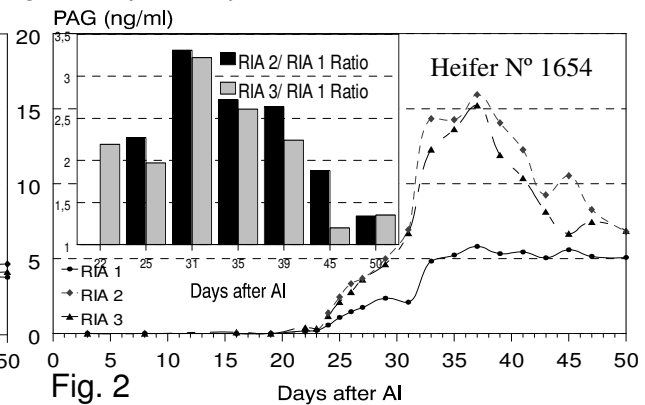 PAG (ng/ml)
20
15
10
5
0
3,5
3
2,5
2
1,5
1
RIA 2/ RIA 1 Ratio
RIA 3/ RIA 1 Ratio
Heifer Nº 1654
22 25 31 35 39 45 50
Days after AI
RIA 1
RIA 2
RIA 3
50
0 5 10 15 20 25 30 35 40 45 50
Fig. 2
Days after AI